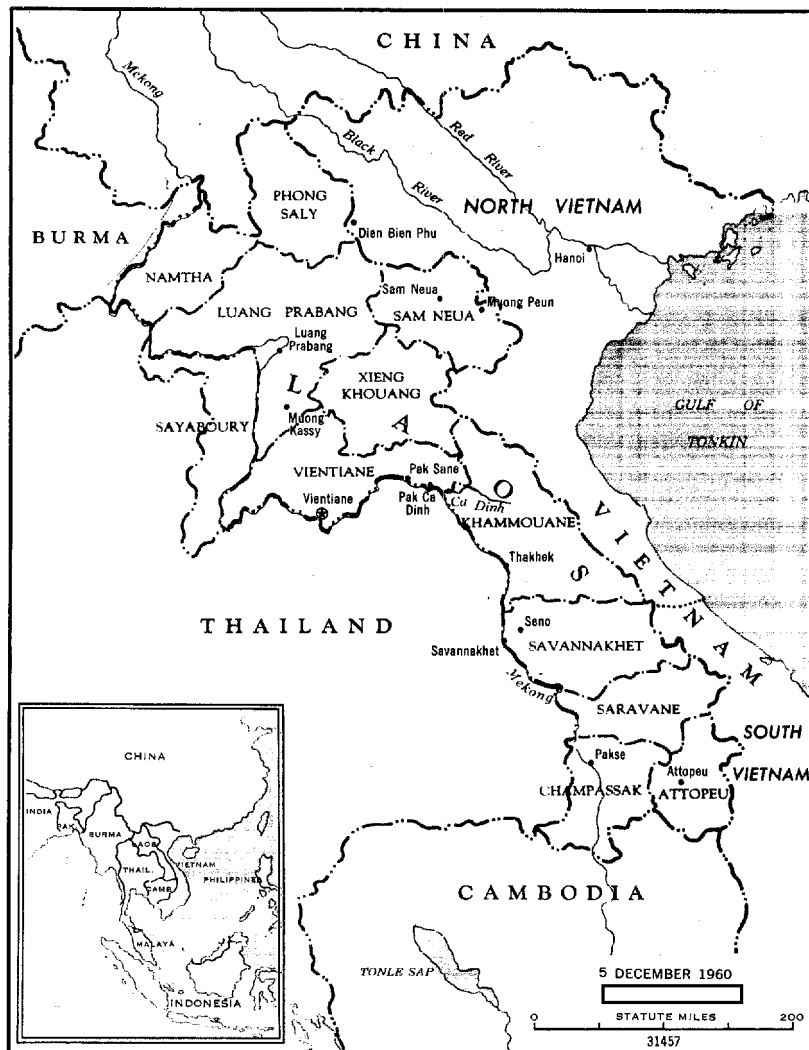 CHINA
Mekong
Black
River
Red
River
PHONG
SALY
NORTH VIETNAM
BURMA
Dien Bien Phu
Hanoi
NAMTHA
Sam Neua
Muong Peun
LUANG PRABANG
SAM NEUA
Luang
Prabang
XIENG
KHOUANG
GULF OF
TONKIN
LAOS
SAYABOURY
Muong
Kassy
VIENTIANE
Pak Sane
Vientiane
Pak Ca
Dinh
Ca Dinh
KHAMMOUANE
VIETNAM
Thakhek
THAILAND
Seno
Savannakhet
SAVANNAKHET
Mekong
SARAVANE
SOUTH
VIETNAM
Pakse
Attopeu
CHAMPASSAK
ATTOPEU
CAMBODIA
TONLE SAP
CHINA
INDIA
PAK.
BURMA
LAOS
THAIL.
VIETNAM
CAMB.
PHILIPPINES
MALAYA
INDONESIA
5 DECEMBER 1960
0
STATUTE MILES
200
31457